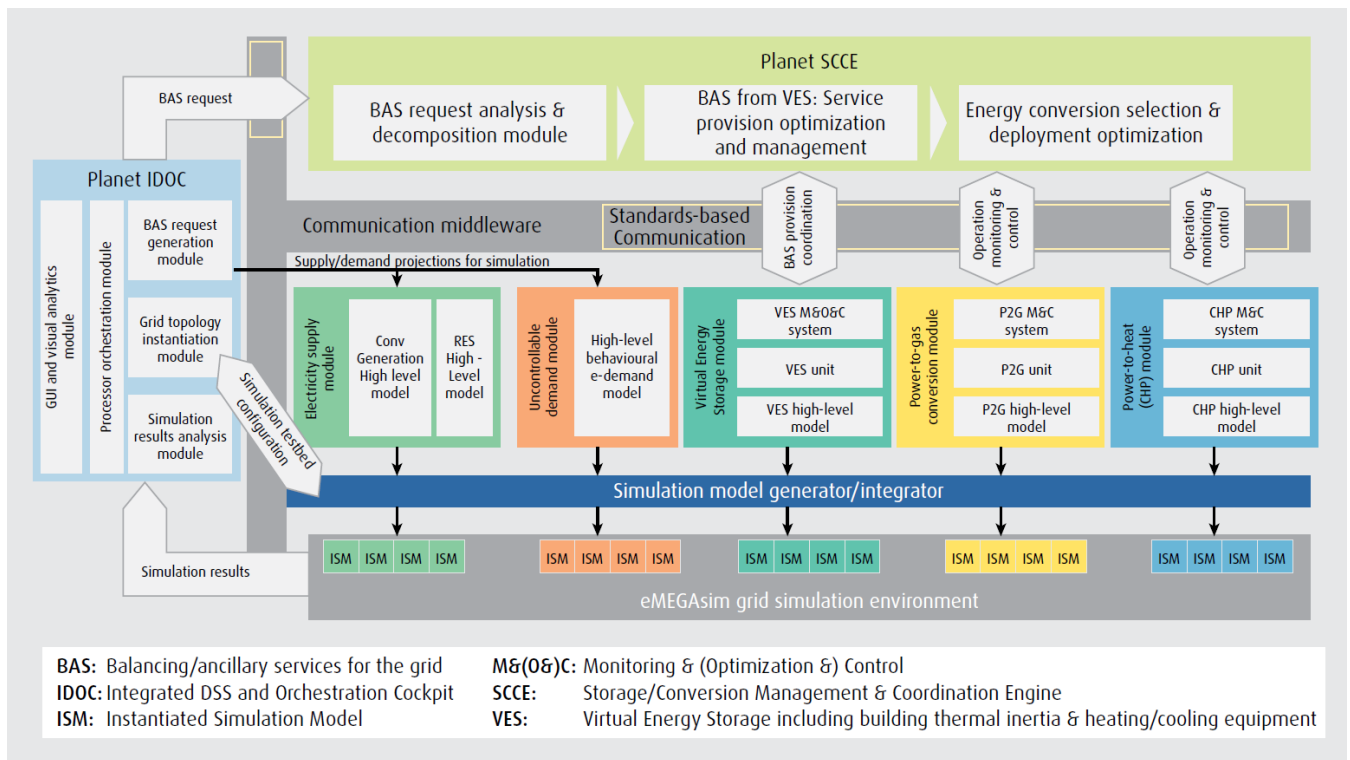 Planet SCCE
BAS request
BAS request analysis &
decomposition module
BAS from VES: Service
provision optimization
and management
Energy conversion selection &
deployment optimization
Planet IDOC
GUI and visual analytics
module
Processor orchestration module
BAS request
generation
module
Grid topology
instantiation
module
Simulation
results analysis
module
Communication middleware
Standards-based
Communication
BAS provision
coordination
Operation
monitoring &
control
Operation
monitoring &
control
Supply/demand projections for simulation
Simulation testbed
configuration
Electricity supply
module
Conv
Generation
High level
model
RES
High -
Level
model
Uncontrollable
demand module
High-level
behavioural
e-demand
model
Virtual Energy
Storage module
VES M&O&C
system
VES unit
VES high-level
model
Power-to-gas
conversion module
P2G M&C
system
P2G unit
P2G high-level
model
Power-to-heat
(CHP) module
CHP M&C
system
CHP unit
CHP high-level
model
Simulation model generator/integrator
ISM ISM ISM ISM
ISM ISM ISM ISM
ISM ISM ISM ISM
ISM ISM ISM ISM
ISM ISM ISM ISM
Simulation results
eMEGAsim grid simulation environment
BAS: Balancing/ancillary services for the grid
IDOC: Integrated DSS and Orchestration Cockpit
ISM: Instantiated Simulation Model
M&(O&)C: Monitoring & (Optimization &) Control
SCCE: Storage/Conversion Management & Coordination Engine
VES: Virtual Energy Storage including building thermal inertia & heating/cooling equipment